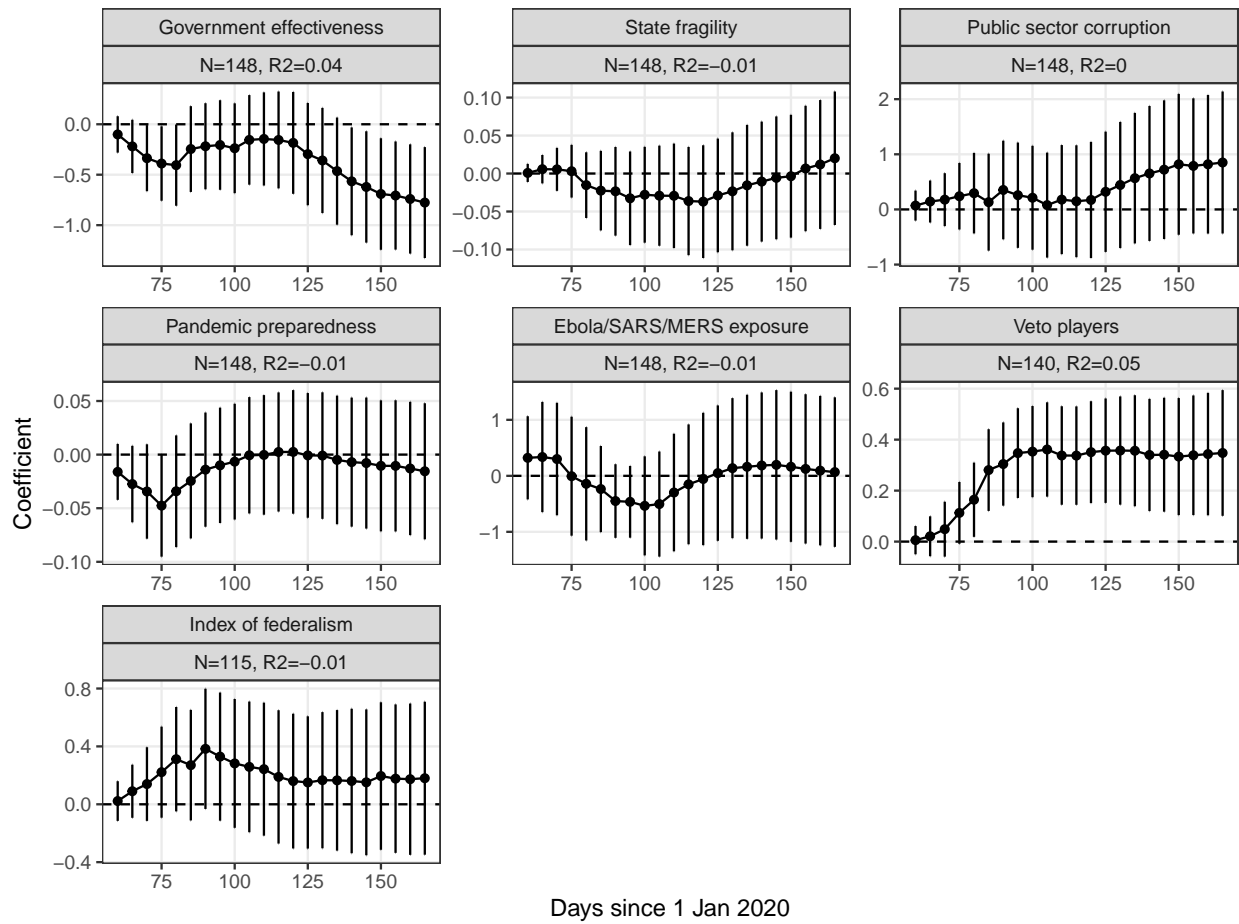 Government effectiveness
N=148, R2=0.04
0.0
−0.5
−1.0
75 100 125 150
State fragility
N=148, R2=−0.01
0.10
0.05
0.00
−0.05
−0.10
75 100 125 150
Public sector corruption
N=148, R2=0
2
1
0
−1
75 100 125 150
Pandemic preparedness
N=148, R2=−0.01
0.05
0.00
−0.05
−0.10
75 100 125 150
Ebola/SARS/MERS exposure
N=148, R2=−0.01
1
0
−1
75 100 125 150
Veto players
N=140, R2=0.05
0.6
0.4
0.2
0.0
75 100 125 150
Index of federalism
N=115, R2=−0.01
0.8
0.4
0.0
−0.4
75 100 125 150
Coefficient
Days since 1 Jan 2020